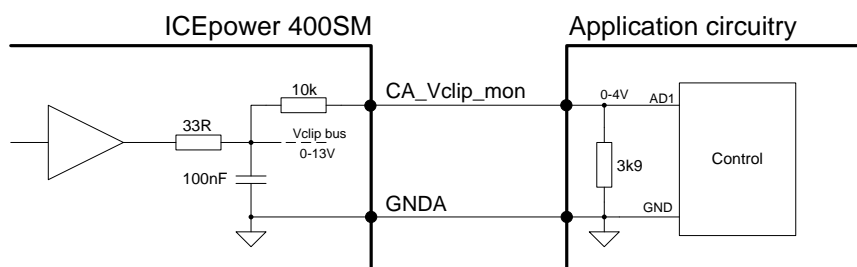 ICEpower 400SM
Application circuitry
10k
CA_Vclip_mon
0-4V
AD1
33R
Vclip bus
0-13V
3k9
Control
100nF
GNDA
GND